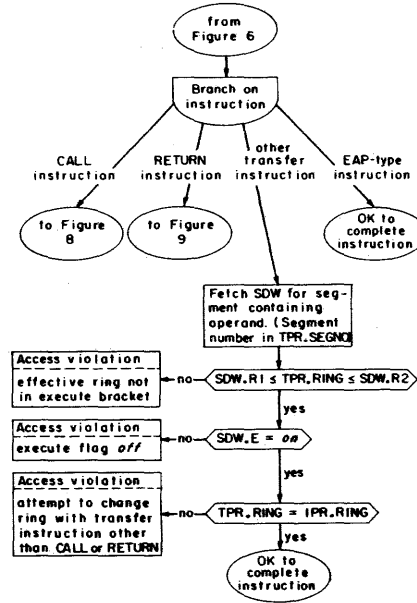 from
Figure 6
Branch on
instruction
CALL
instruction
RETURN
instruction
other
transfer
instruction
EAP-type
instruction
to Figure
8
to Figure
9
OK to
complete
instruction
Fetch SDW for seg-
ment containing
operand. (Segment
number in TPR.SEGNO)
Access violation
effective ring not
in execute bracket
no
SDW.R1 ≤ TPR.RING ≤ SDW.R2
yes
Access violation
execute flag off
no
SDW.E = on
yes
Access violation
attempt to change
ring with transfer
instruction other
than CALL or RETURN
no
TPR.RING = IPR.RING
yes
OK to
complete
instruction